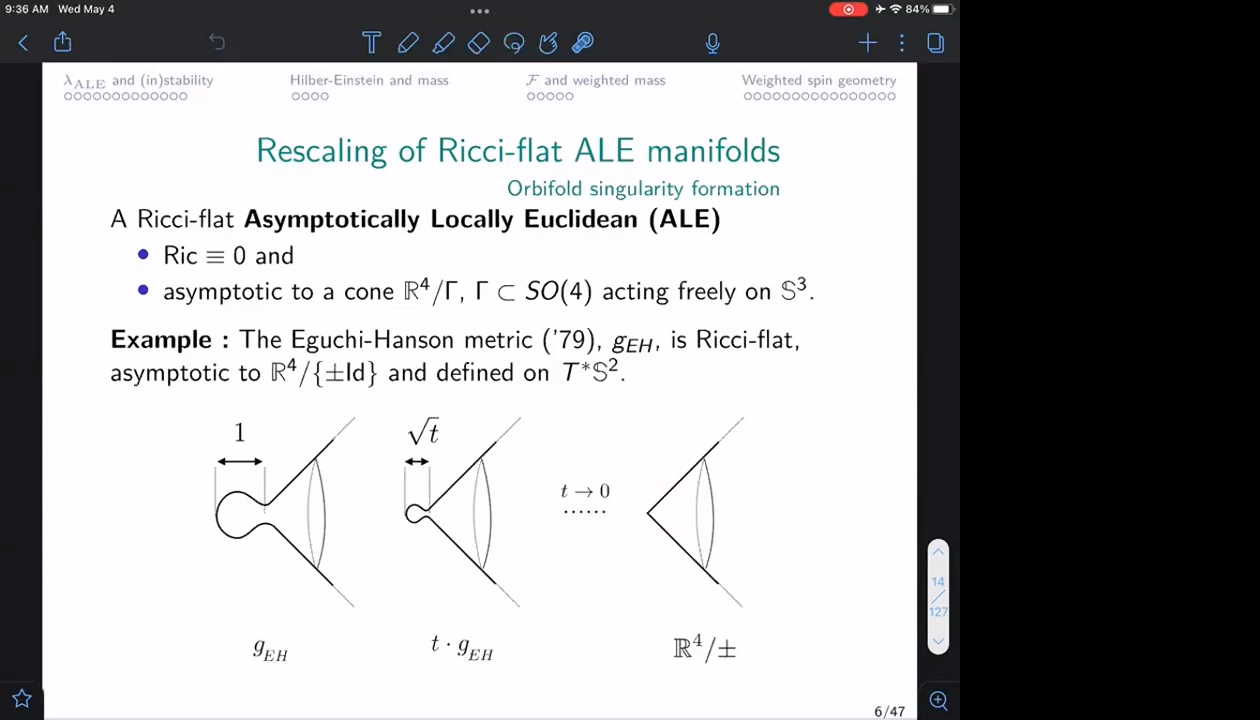 9:36 AM Wed May 4
84%
λ_ALE and (in)stability
Hilber-Einstein and mass
ℱ and weighted mass
Weighted spin geometry
Rescaling of Ricci-flat ALE manifolds
Orbifold singularity formation
A Ricci-flat Asymptotically Locally Euclidean (ALE)
• Ric ≡ 0 and
• asymptotic to a cone ℝ⁴/Γ, Γ ⊂ SO(4) acting freely on 𝕊³.
Example : The Eguchi-Hanson metric ('79), g_EH, is Ricci-flat,
asymptotic to ℝ⁴/{±Id} and defined on T*𝕊².
1
√t
t → 0
......
g_EH
t · g_EH
ℝ⁴/±
14
/
127
6/47